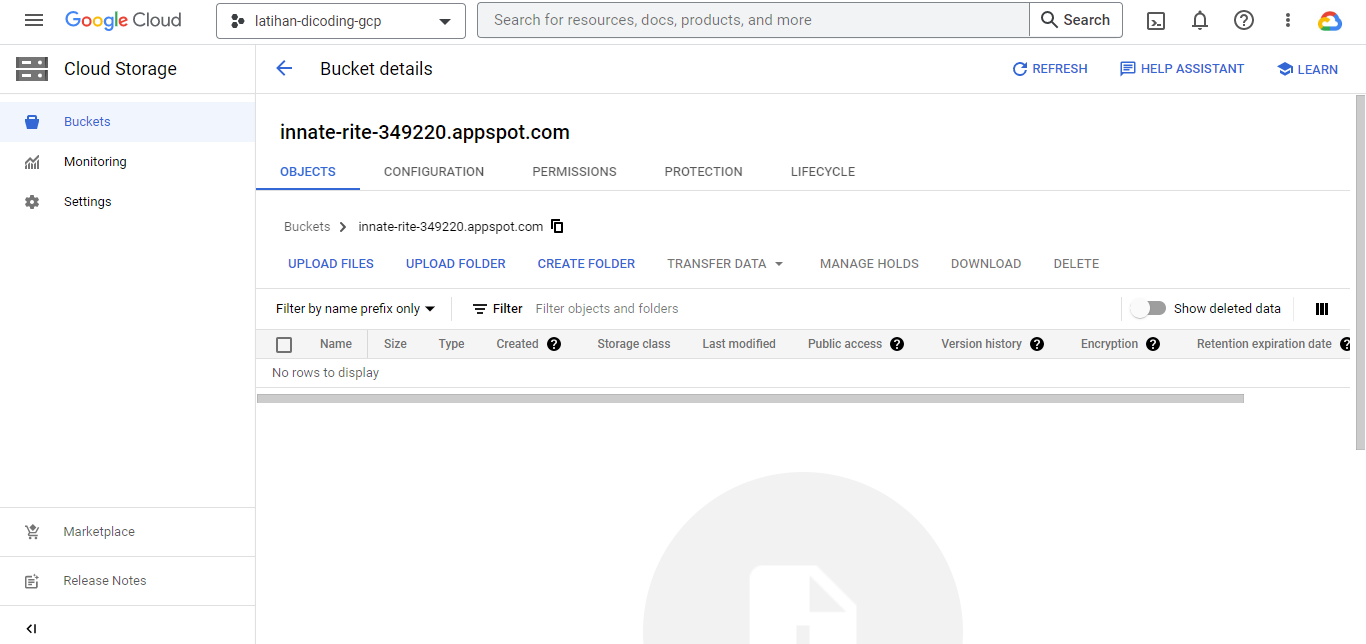 Google Cloud
latihan-dicoding-gcp
Search for resources, docs, products, and more
Search
Cloud Storage
Bucket details
REFRESH
HELP ASSISTANT
LEARN
Buckets
Monitoring
Settings
Marketplace
Release Notes
innate-rite-349220.appspot.com
OBJECTS CONFIGURATION PERMISSIONS PROTECTION LIFECYCLE
Buckets innate-rite-349220.appspot.com
UPLOAD FILES UPLOAD FOLDER CREATE FOLDER TRANSFER DATA MANAGE HOLDS DOWNLOAD DELETE
Filter by name prefix only Filter Filter objects and folders Show deleted data
Name Size Type Created Storage class Last modified Public access Version history Encryption Retention expiration date
No rows to display